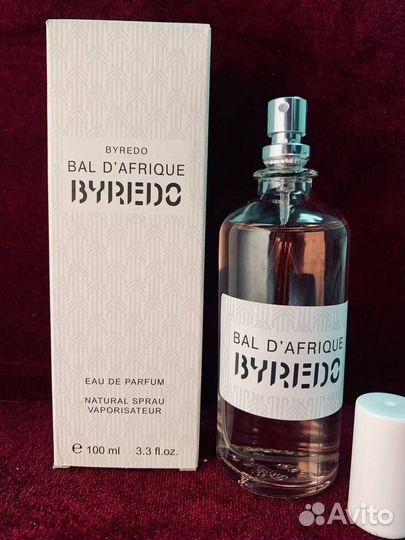 BYREDO
BAL D'AFRIQUE
BYREDO
EAU DE PARFUM
NATURAL SPRAU
VAPORISATEUR
e 100 ml 3.3 fl.oz.
BAL D'AFRIQUE
BYREDO
Avito